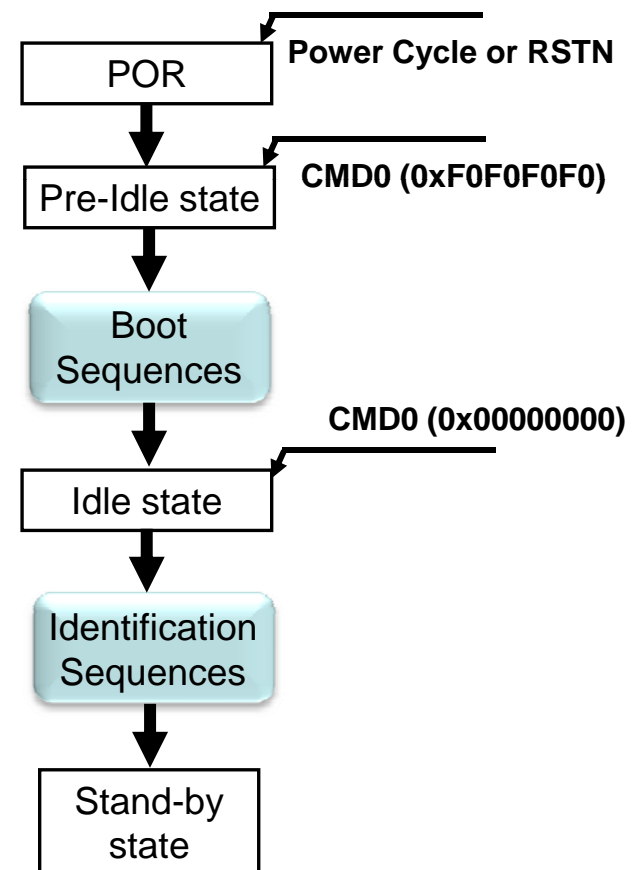 Power Cycle or RSTN
POR
CMD0 (0xF0F0F0F0)
Pre-Idle state
Boot
Sequences
CMD0 (0x00000000)
Idle state
Identification
Sequences
Stand-by
state